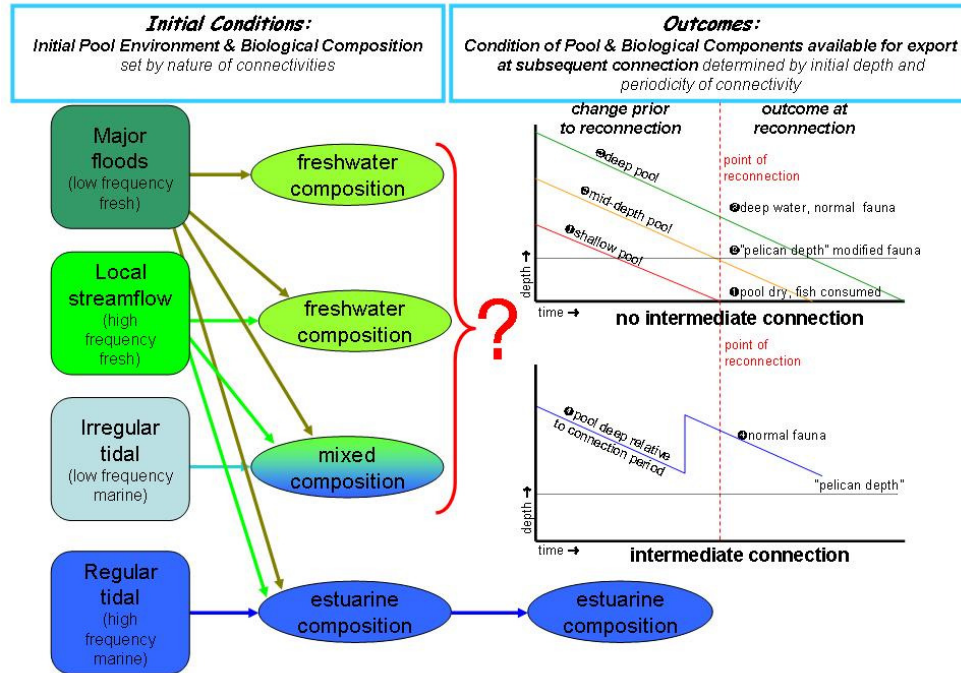 Initial Conditions:
Initial Pool Environment & Biological Composition
set by nature of connectivities
Outcomes:
Condition of Pool & Biological Components available for export
at subsequent connection determined by initial depth and
periodicity of connectivity
Major
floods
(low frequency
fresh)
Local
streamflow
(high
frequency
fresh)
Irregular
tidal
(low frequency
marine)
Regular
tidal
(high
frequency
marine)
freshwater
composition
freshwater
composition
mixed
composition
estuarine
composition
estuarine
composition
?
change prior
to reconnection
outcome at
reconnection
point of
reconnection
deep pool
mid-depth pool
❶shallow pool
deep water, normal fauna
"pelican depth" modified fauna
❶pool dry, fish consumed
depth →
time →
no intermediate connection
point of
reconnection
❹pool deep relative
to connection period
❹normal fauna
"pelican depth"
depth →
time →
intermediate connection